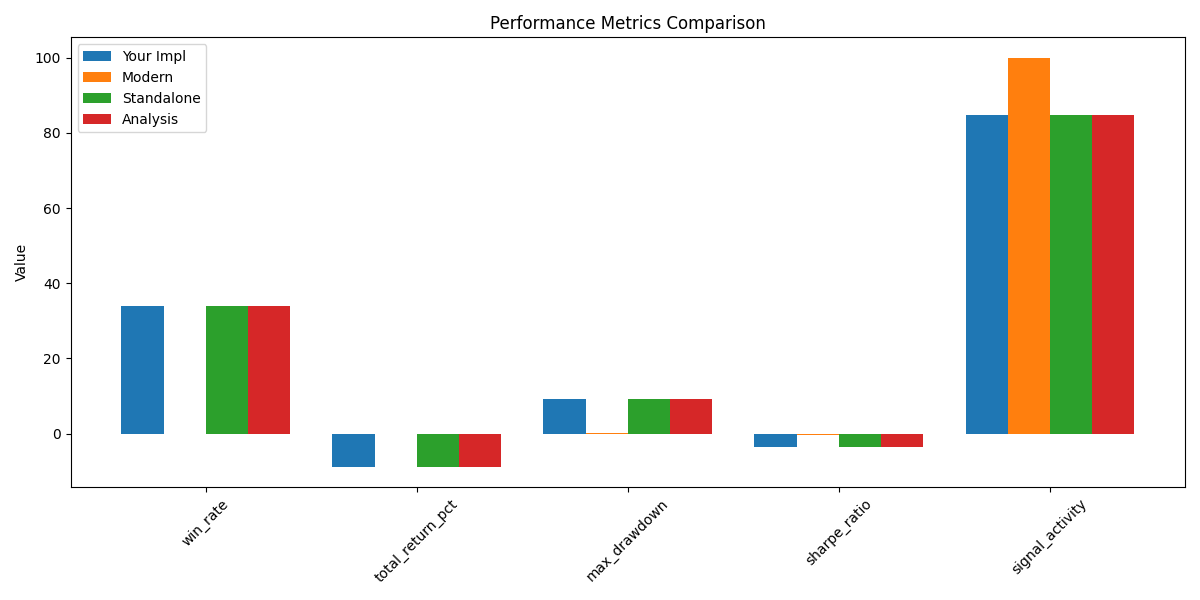 Performance Metrics Comparison
Your Impl
Modern
Standalone
Analysis
Value
100
80
60
40
20
0
win_rate
total_return_pct
max_drawdown
sharpe_ratio
signal_activity